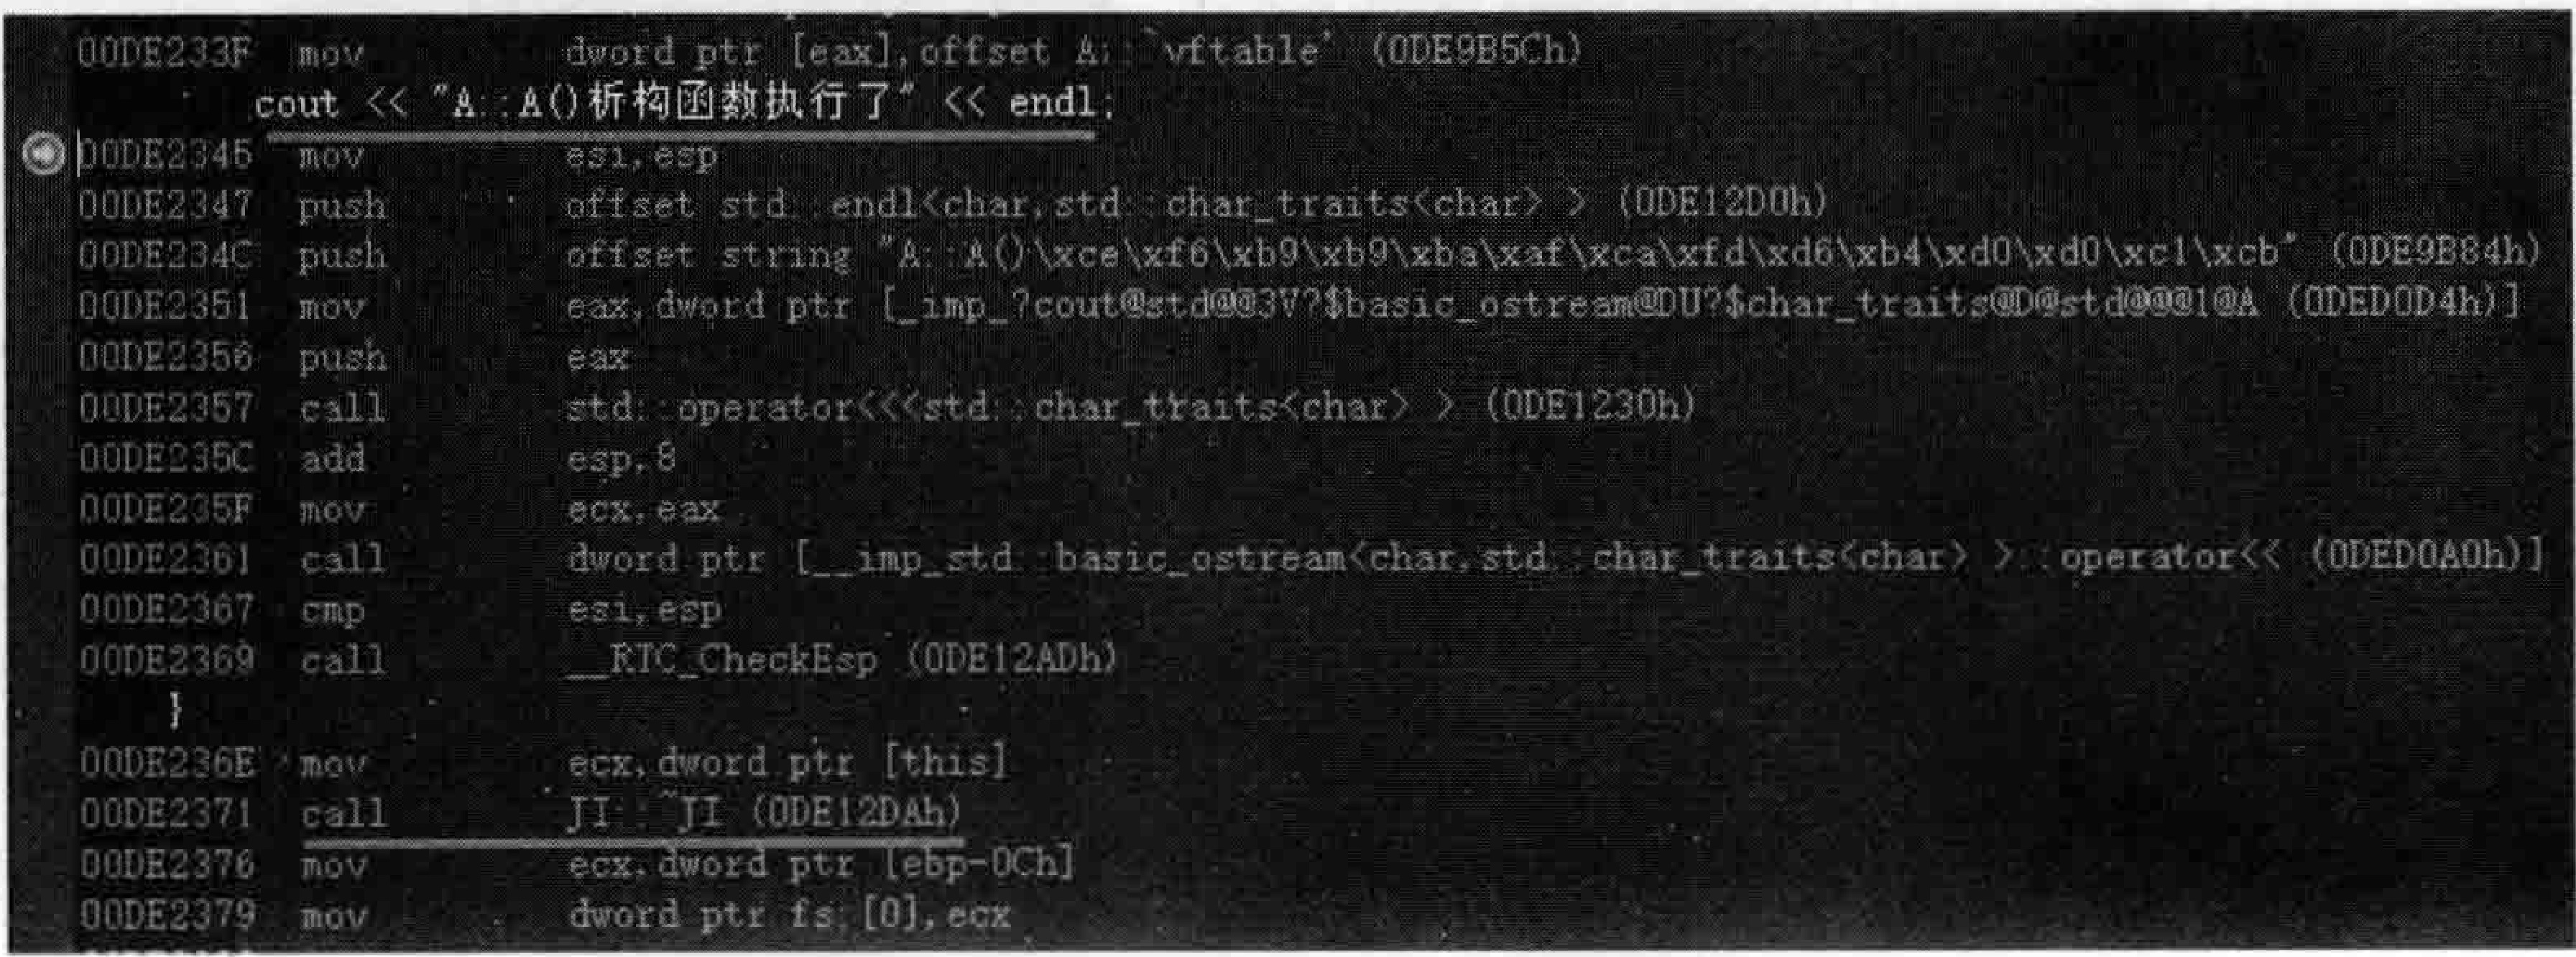 00DE233F mov dword ptr [eax],offset A::`vftable' (0DE9B5Ch)
cout << "A::A()析构函数执行了" << endl;
00DE2345 mov esi,esp
00DE2347 push offset std::endl<char,std::char_traits<char> > (0DE12D0h)
00DE234C push offset string "A::A()\xce\xf6\xb9\xb9\xba\xaf\xca\xfd\xd6\xb4\xd0\xd0\xc1\xcb" (0DE9B84h)
00DE2351 mov eax,dword ptr [_imp_?cout@std@@3V?$basic_ostream@DU?$char_traits@D@std@@@1@A (0DED0D4h)]
00DE2356 push eax
00DE2357 call std::operator<<<std::char_traits<char> > (0DE1230h)
00DE235C add esp,8
00DE235F mov ecx,eax
00DE2361 call dword ptr [__imp_std::basic_ostream<char,std::char_traits<char> >::operator<< (0DED0A0h)]
00DE2367 cmp esi,esp
00DE2369 call __RTC_CheckEsp (0DE12ADh)
}
00DE236E mov ecx,dword ptr [this]
00DE2371 call JI::~JI (0DE12DAh)
00DE2376 mov ecx,dword ptr [ebp-0Ch]
00DE2379 mov dword ptr fs:[0],ecx